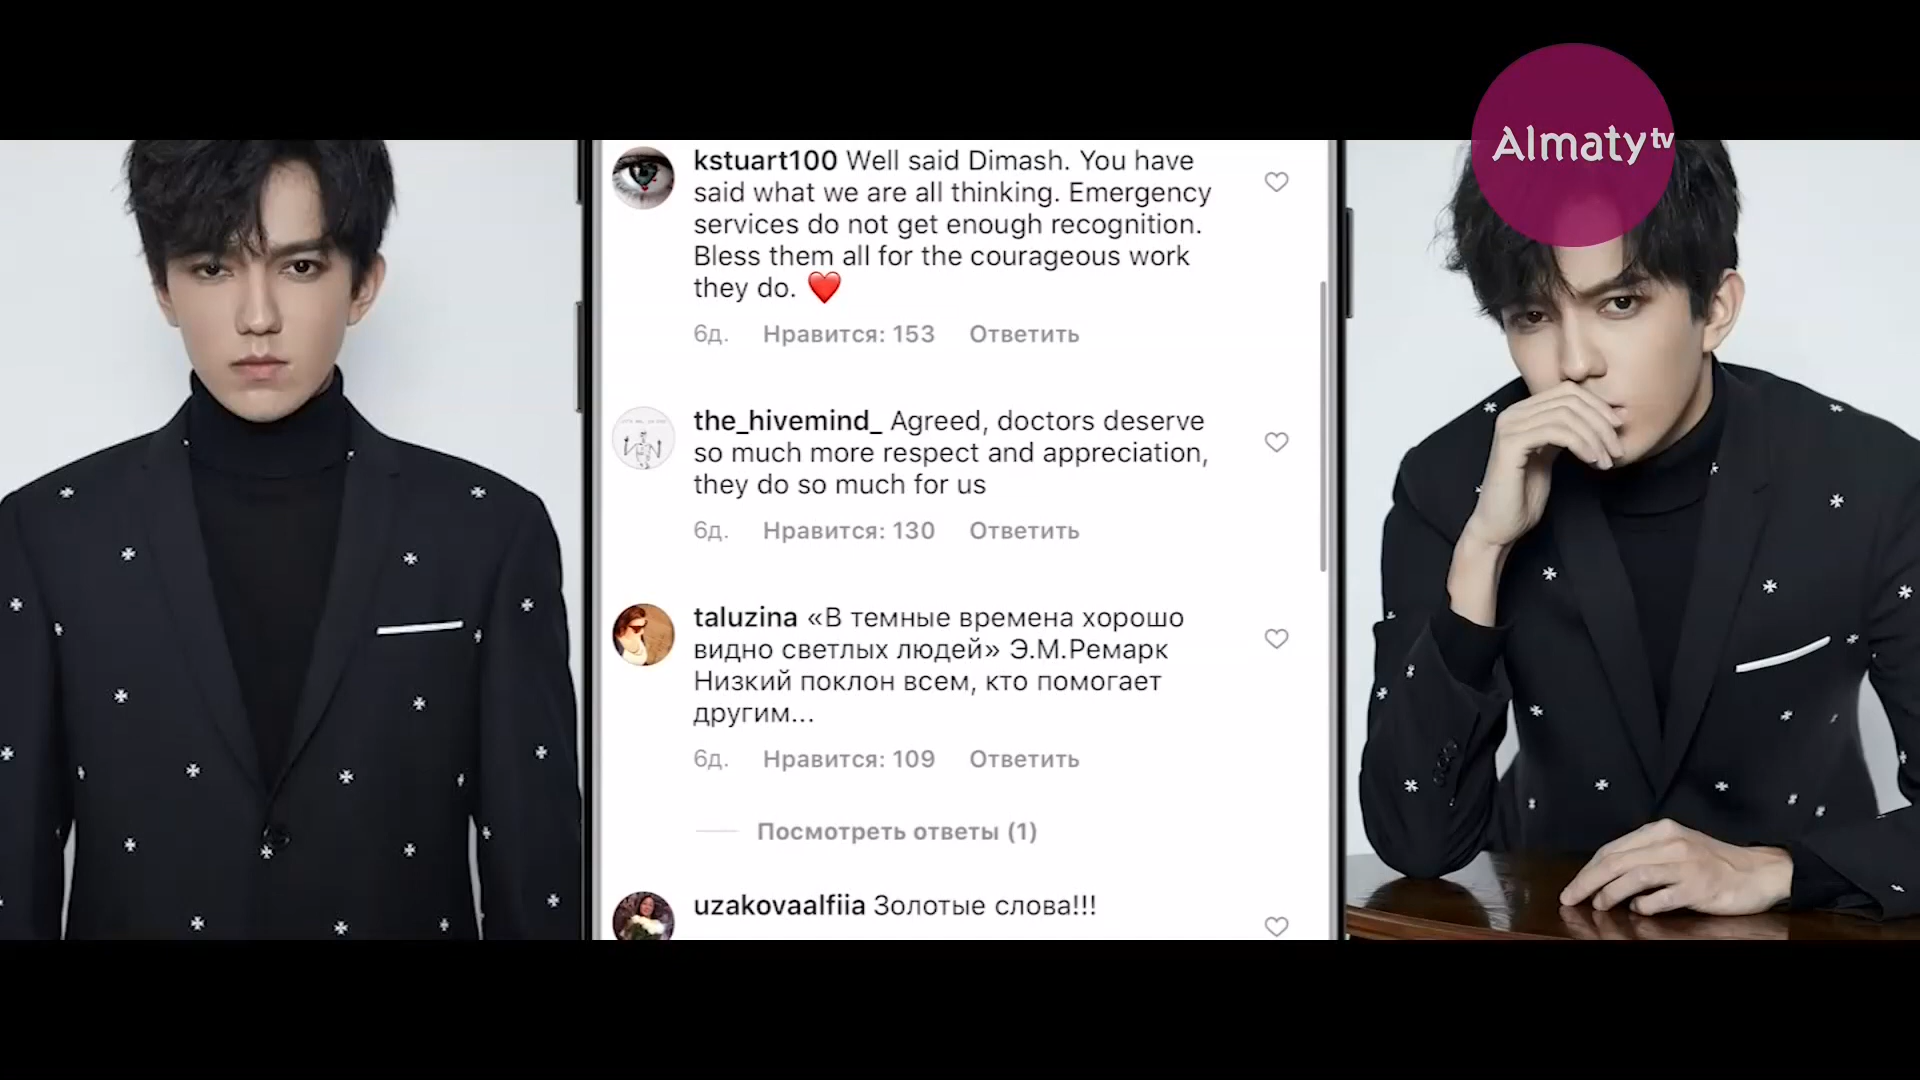 Almaty tv
kstuart100 Well said Dimash. You have
said what we are all thinking. Emergency
services do not get enough recognition.
Bless them all for the courageous work
they do. ❤️
6д. Нравится: 153 Ответить
the_hivemind_ Agreed, doctors deserve
so much more respect and appreciation,
they do so much for us
6д. Нравится: 130 Ответить
taluzina «В темные времена хорошо
видно светлых людей» Э.М.Ремарк
Низкий поклон всем, кто помогает
другим...
6д. Нравится: 109 Ответить
Посмотреть ответы (1)
uzakovaalfiia Золотые слова!!!